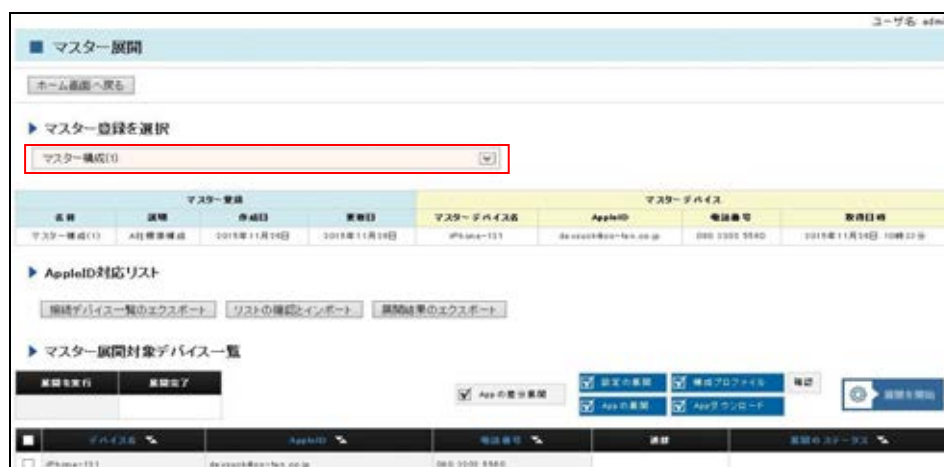 ユーザ名: admi
マスター展開
ホーム画面へ戻る
マスター登録を選択
マスター構成(1)
マスター登録 マスターデバイス
名称 説明 作成日 更新日 マスターデバイス名 AppleID 電話番号 取得日時
マスター構成(1) A社標準構成 2015年11月26日 2015年11月26日 iPhone-131
AppleID対応リスト
接続デバイス一覧のエクスポート リストの確認とインポート 展開結果のエクスポート
マスター展開対象デバイス一覧
展開を実行 展開完了
Appの差分展開 設定の展開 構成プロファイル 確認
Appの展開 Appダウンロード 展開を開始
デバイス名 AppleID 電話番号 進捗 展開のステータス
iPhone-131